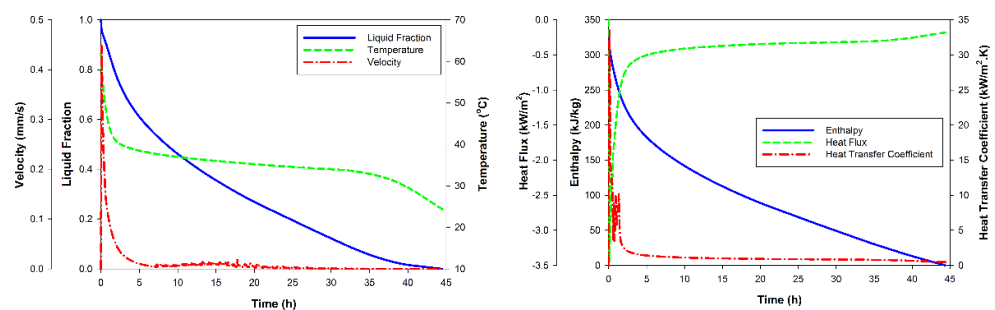 0.5
0.4
0.3
0.2
0.1
0.0
Velocity (mm/s)
1.0
0.8
0.6
0.4
0.2
0.0
Liquid Fraction
Liquid Fraction
Temperature
Velocity
70
60
50
40
30
20
10
Temperature (°C)
0 5 10 15 20 25 30 35 40 45
Time (h)
0.0
-0.5
-1.0
-1.5
-2.0
-2.5
-3.0
-3.5
Heat Flux (kW/m²)
350
300
250
200
150
100
50
0
Enthalpy (kJ/kg)
Enthalpy
Heat Flux
Heat Transfer Coefficient
35
30
25
20
15
10
5
0
Heat Transfer Coefficient (kW/m².K)
0 5 10 15 20 25 30 35 40 45
Time (h)